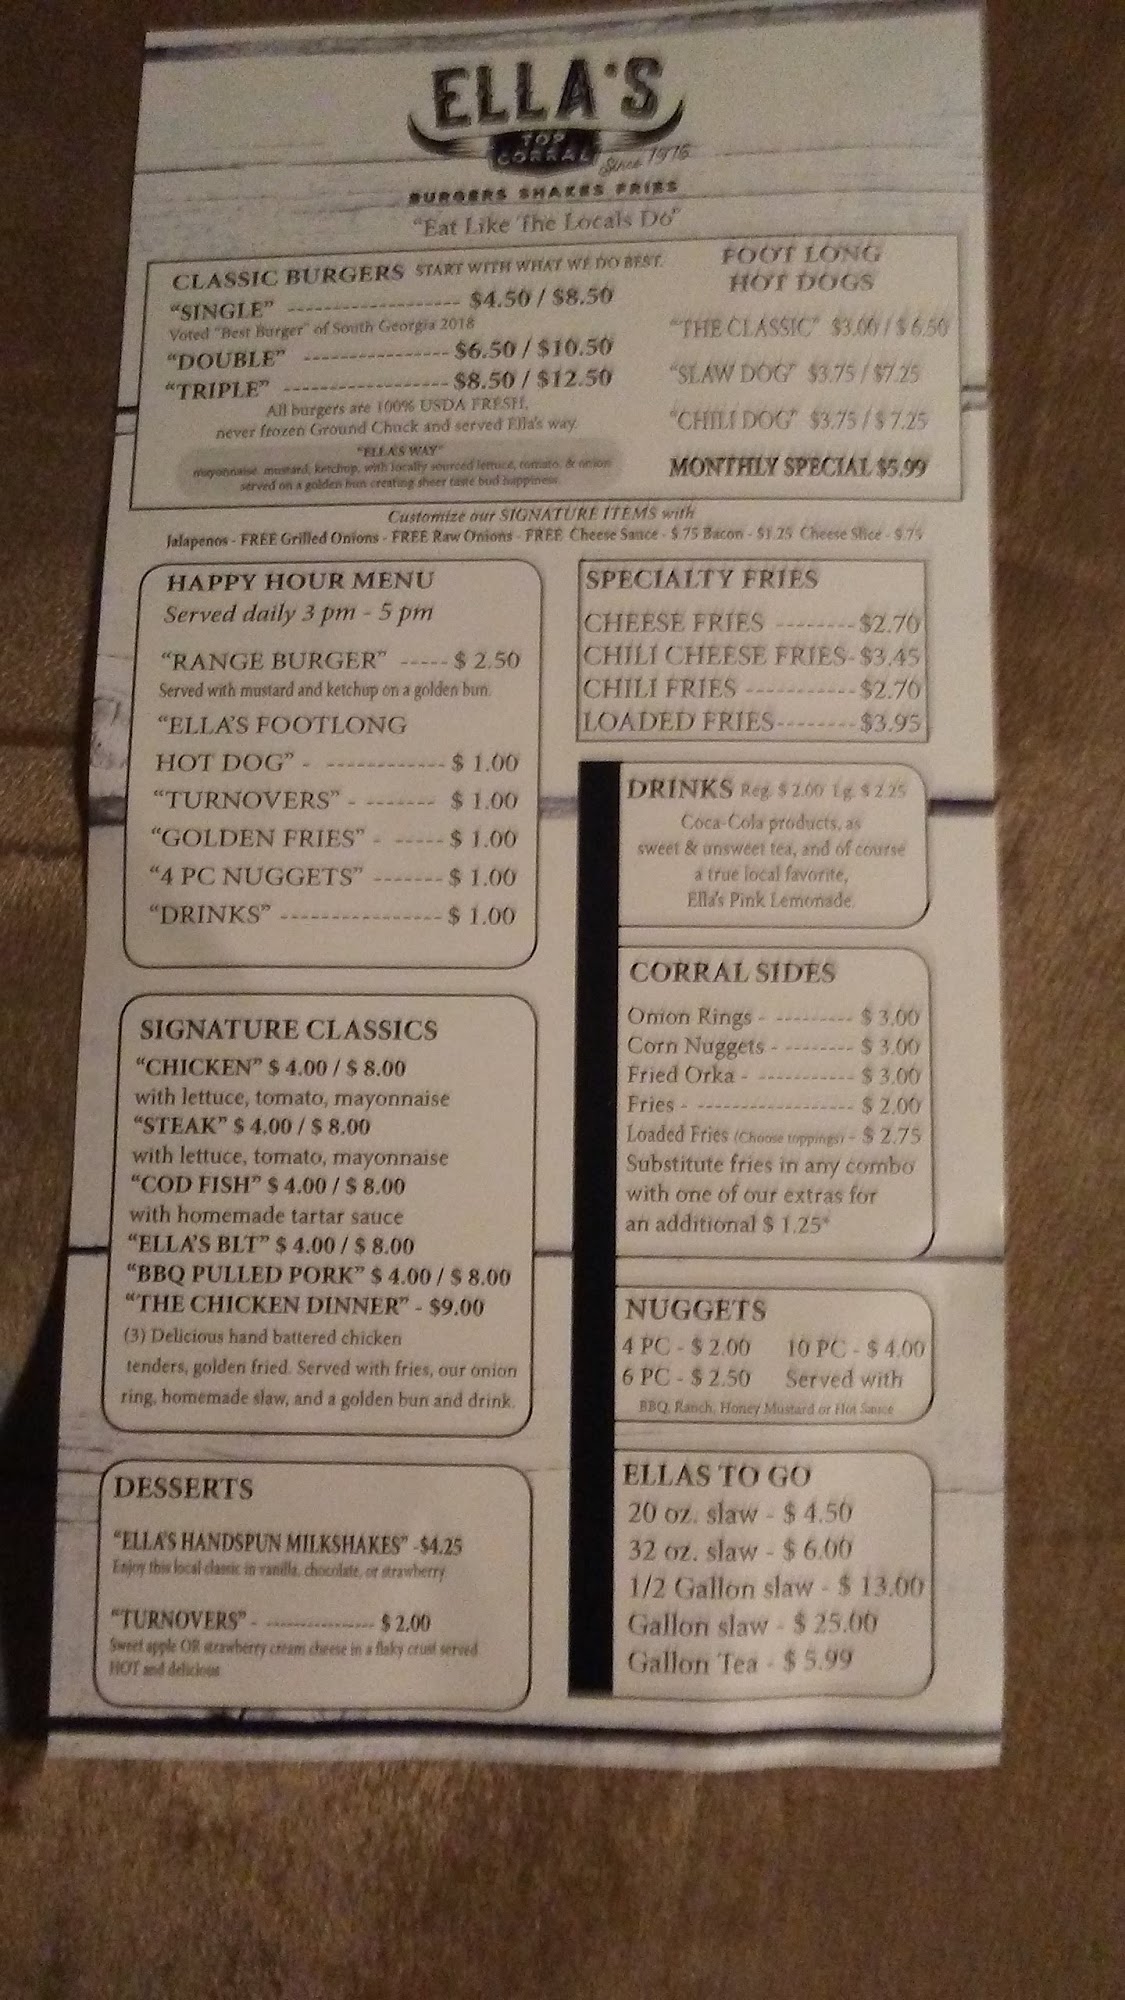 ELLA'S
TOP
CORRAL
Since 1976
BURGERS SHAKES FRIES
"Eat Like The Locals Do"
CLASSIC BURGERS START WITH WHAT WE DO BEST.
"SINGLE" ------------------- $4.50 / $8.50
Voted "Best Burger" of South Georgia 2018
"DOUBLE" ---------------- $6.50 / $10.50
"TRIPLE" ------------------ $8.50 / $12.50
All burgers are 100% USDA FRESH,
never frozen Ground Chuck and served Ella's way.
"ELLA'S WAY"
mayonnaise, mustard, ketchup, with locally sourced lettuce, tomato, & onion
served on a golden bun creating sheer taste bud happiness.
FOOT LONG
HOT DOGS
"THE CLASSIC" $3.00 / $ 6.50
"SLAW DOG" $3.75 / $7.25
"CHILI DOG" $3.75 / $ 7.25
MONTHLY SPECIAL $5.99
Customize our SIGNATURE ITEMS with
Jalapenos - FREE Grilled Onions - FREE Raw Onions - FREE Cheese Sauce - $.75 Bacon - $1.25 Cheese Slice - $.75
HAPPY HOUR MENU
Served daily 3 pm - 5 pm
"RANGE BURGER" ----- $ 2.50
Served with mustard and ketchup on a golden bun.
"ELLA'S FOOTLONG
HOT DOG" - ------------ $ 1.00
"TURNOVERS" - ------- $ 1.00
"GOLDEN FRIES" - ----- $ 1.00
"4 PC NUGGETS" ------- $ 1.00
"DRINKS" ---------------- $ 1.00
SIGNATURE CLASSICS
"CHICKEN" $ 4.00 / $ 8.00
with lettuce, tomato, mayonnaise
"STEAK" $ 4.00 / $ 8.00
with lettuce, tomato, mayonnaise
"COD FISH" $ 4.00 / $ 8.00
with homemade tartar sauce
"ELLA'S BLT" $ 4.00 / $ 8.00
"BBQ PULLED PORK" $ 4.00 / $ 8.00
"THE CHICKEN DINNER" - $9.00
(3) Delicious hand battered chicken
tenders, golden fried. Served with fries, our onion
ring, homemade slaw, and a golden bun and drink.
DESSERTS
"ELLA'S HANDSPUN MILKSHAKES" -$4.25
Enjoy this local classic in vanilla, chocolate, or strawberry
"TURNOVERS" - ---------------- $ 2.00
Sweet apple OR strawberry cream cheese in a flaky crust served
HOT and delicious
SPECIALTY FRIES
CHEESE FRIES --------$2.70
CHILI CHEESE FRIES- $3.45
CHILI FRIES -----------$2.70
LOADED FRIES--------$3.95
DRINKS Reg. $ 2.00 Lg. $ 2.25
Coca-Cola products, as
sweet & unsweet tea, and of course
a true local favorite,
Ella's Pink Lemonade.
CORRAL SIDES
Onion Rings - --------- $ 3.00
Corn Nuggets - --------- $ 3.00
Fried Orka - ----------- $ 3.00
Fries - ------------------ $ 2.00
Loaded Fries (Choose toppings) - $ 2.75
Substitute fries in any combo
with one of our extras for
an additional $ 1.25*
NUGGETS
4 PC - $ 2.00 10 PC - $ 4.00
6 PC - $ 2.50 Served with
BBQ, Ranch, Honey Mustard or Hot Sauce
ELLAS TO GO
20 oz. slaw - $ 4.50
32 oz. slaw - $ 6.00
1/2 Gallon slaw - $ 13.00
Gallon slaw - $ 25.00
Gallon Tea - $ 5.99